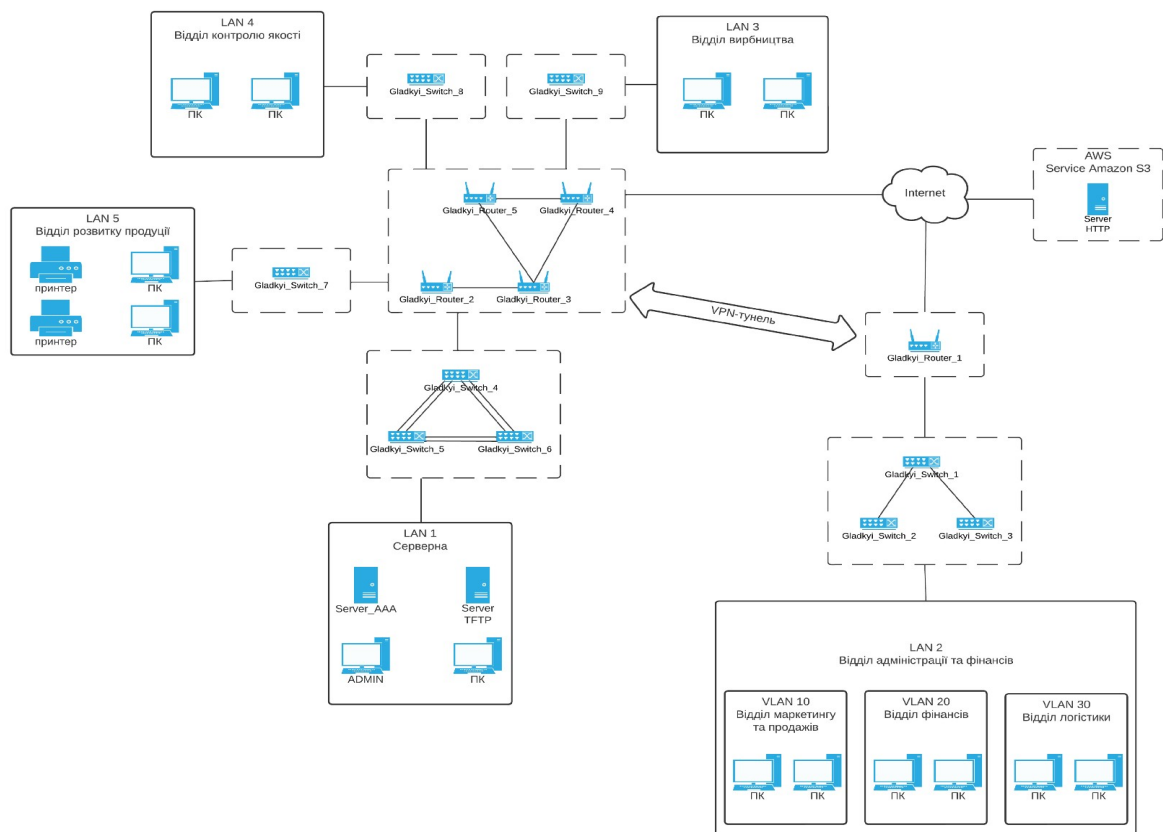 LAN 4
Відділ контролю якості
ПК
ПК
Gladkyi_Switch_8
Gladkyi_Switch_9
LAN 3
Відділ вирбництва
ПК
ПК
AWS
Service Amazon S3
Server
HTTP
Internet
Gladkyi_Router_5
Gladkyi_Router_4
Gladkyi_Router_2
Gladkyi_Router_3
LAN 5
Відділ розвитку продуції
принтер
ПК
принтер
ПК
Gladkyi_Switch_7
VPN-тунель
Gladkyi_Router_1
Gladkyi_Switch_4
Gladkyi_Switch_5
Gladkyi_Switch_6
Gladkyi_Switch_1
Gladkyi_Switch_2
Gladkyi_Switch_3
LAN 1
Серверна
Server_AAA
Server
TFTP
ADMIN
ПК
LAN 2
Відділ адміністрації та фінансів
VLAN 10
Відділ маркетингу
та продажів
ПК
ПК
VLAN 20
Відділ фінансів
ПК
ПК
VLAN 30
Відділ логістики
ПК
ПК